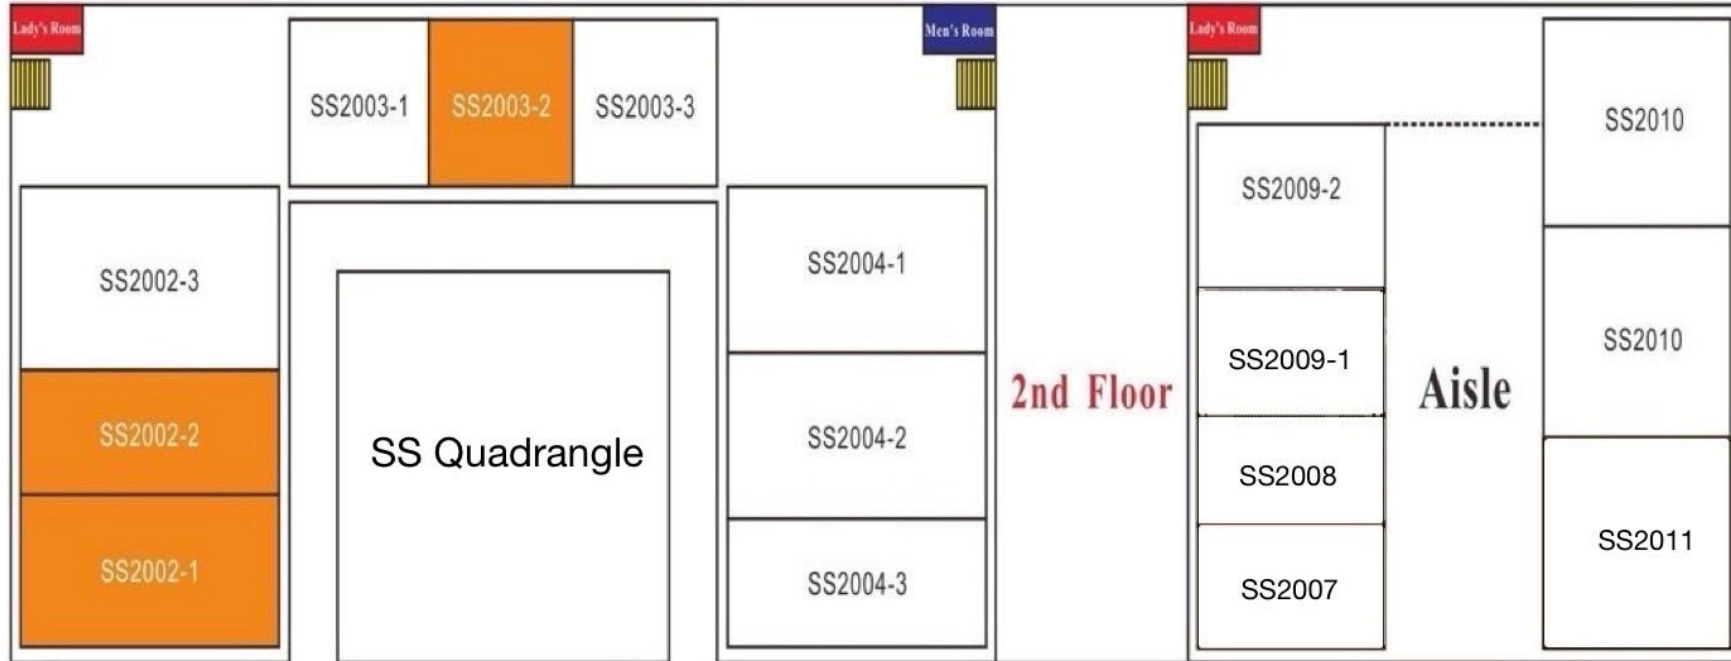 Lady's Room
Men's Room
Lady's Room
SS2003-1
SS2003-2
SS2003-3
SS2010
SS2009-2
SS2002-3
SS2004-1
SS2010
SS2009-1
2nd Floor
Aisle
SS2002-2
SS2004-2
SS Quadrangle
SS2008
SS2011
SS2002-1
SS2004-3
SS2007